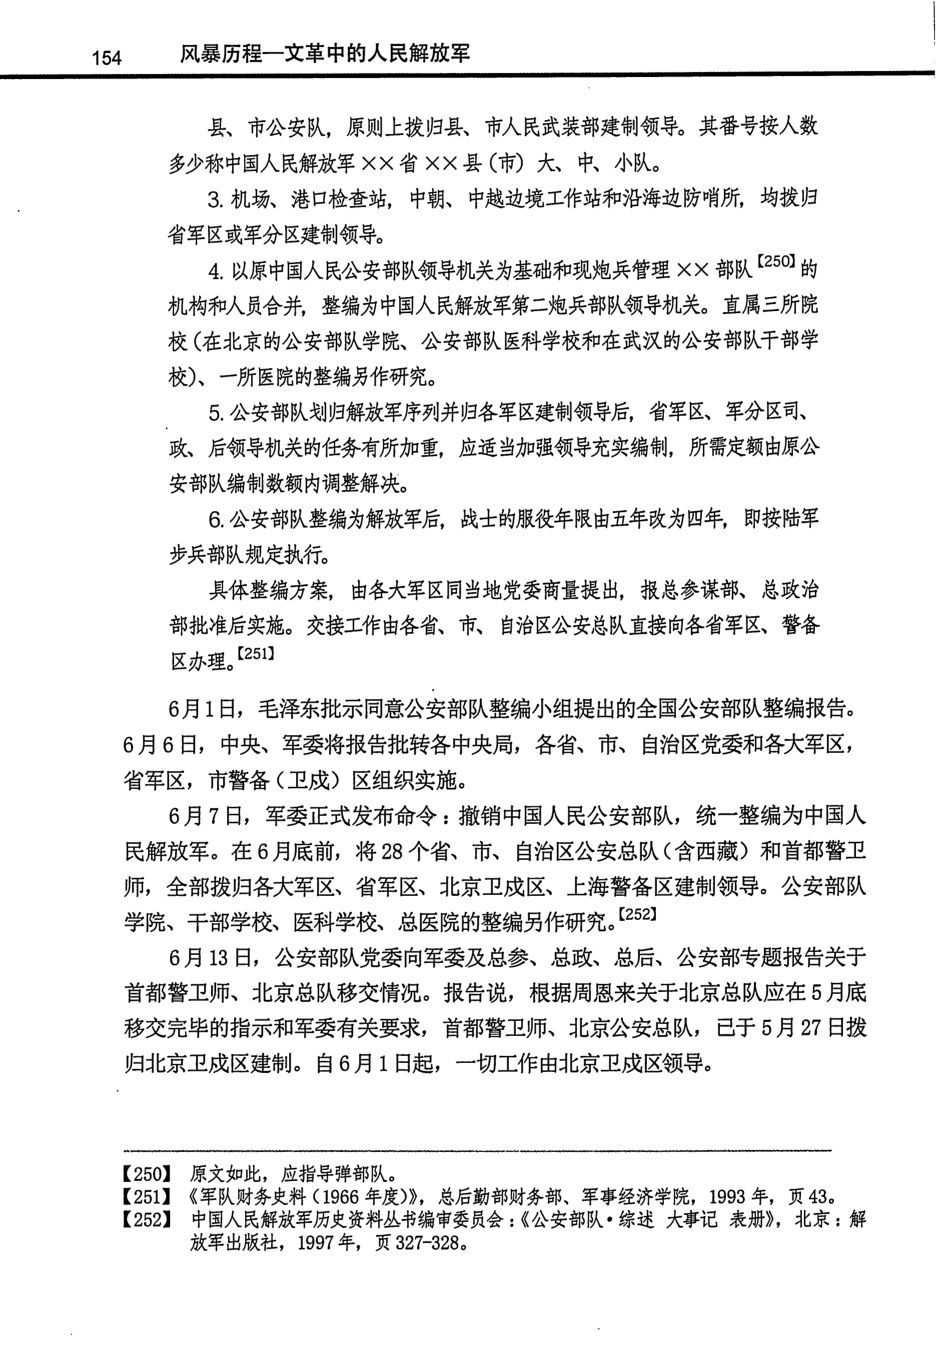 154 风暴历程—文革中的人民解放军
县、市公安队，原则上拨归县、市人民武装部建制领导。其番号按人数
多少称中国人民解放军××省××县（市）大、中、小队。
3. 机场、港口检查站，中朝、中越边境工作站和沿海边防哨所，均拨归
省军区或军分区建制领导。
4. 以原中国人民公安部队领导机关为基础和现炮兵管理××部队【250】的
机构和人员合并，整编为中国人民解放军第二炮兵部队领导机关。直属三所院
校（在北京的公安部队学院、公安部队医科学校和在武汉的公安部队干部学
校）、一所医院的整编另作研究。
5. 公安部队划归解放军序列并归各军区建制领导后，省军区、军分区司、
政、后领导机关的任务有所加重，应适当加强领导充实编制，所需定额由原公
安部队编制数额内调整解决。
6. 公安部队整编为解放军后，战士的服役年限由五年改为四年，即按陆军
步兵部队规定执行。
具体整编方案，由各大军区同当地党委商量提出，报总参谋部、总政治
部批准后实施。交接工作由各省、市、自治区公安总队直接向各省军区、警备
区办理。【251】
6月1日，毛泽东批示同意公安部队整编小组提出的全国公安部队整编报告。
6月6日，中央、军委将报告批转各中央局，各省、市、自治区党委和各大军区，
省军区，市警备（卫戍）区组织实施。
6月7日，军委正式发布命令：撤销中国人民公安部队，统一整编为中国人
民解放军。在6月底前，将28个省、市、自治区公安总队（含西藏）和首都警卫
师，全部拨归各大军区、省军区、北京卫戍区、上海警备区建制领导。公安部队
学院、干部学校、医科学校、总医院的整编另作研究。【252】
6月13日，公安部队党委向军委及总参、总政、总后、公安部专题报告关于
首都警卫师、北京总队移交情况。报告说，根据周恩来关于北京总队应在5月底
移交完毕的指示和军委有关要求，首都警卫师、北京公安总队，已于5月27日拨
归北京卫戍区建制。自6月1日起，一切工作由北京卫戍区领导。
【250】 原文如此，应指导弹部队。
【251】《军队财务史料（1966年度）》，总后勤部财务部、军事经济学院，1993年，页43。
【252】 中国人民解放军历史资料丛书编审委员会：《公安部队·综述 大事记 表册》，北京：解
放军出版社，1997年，页327-328。